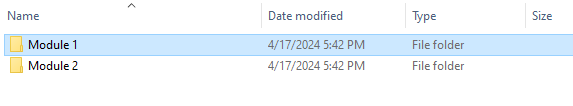 Name Date modified Type Size
Module 1 4/17/2024 5:42 PM File folder
Module 2 4/17/2024 5:42 PM File folder